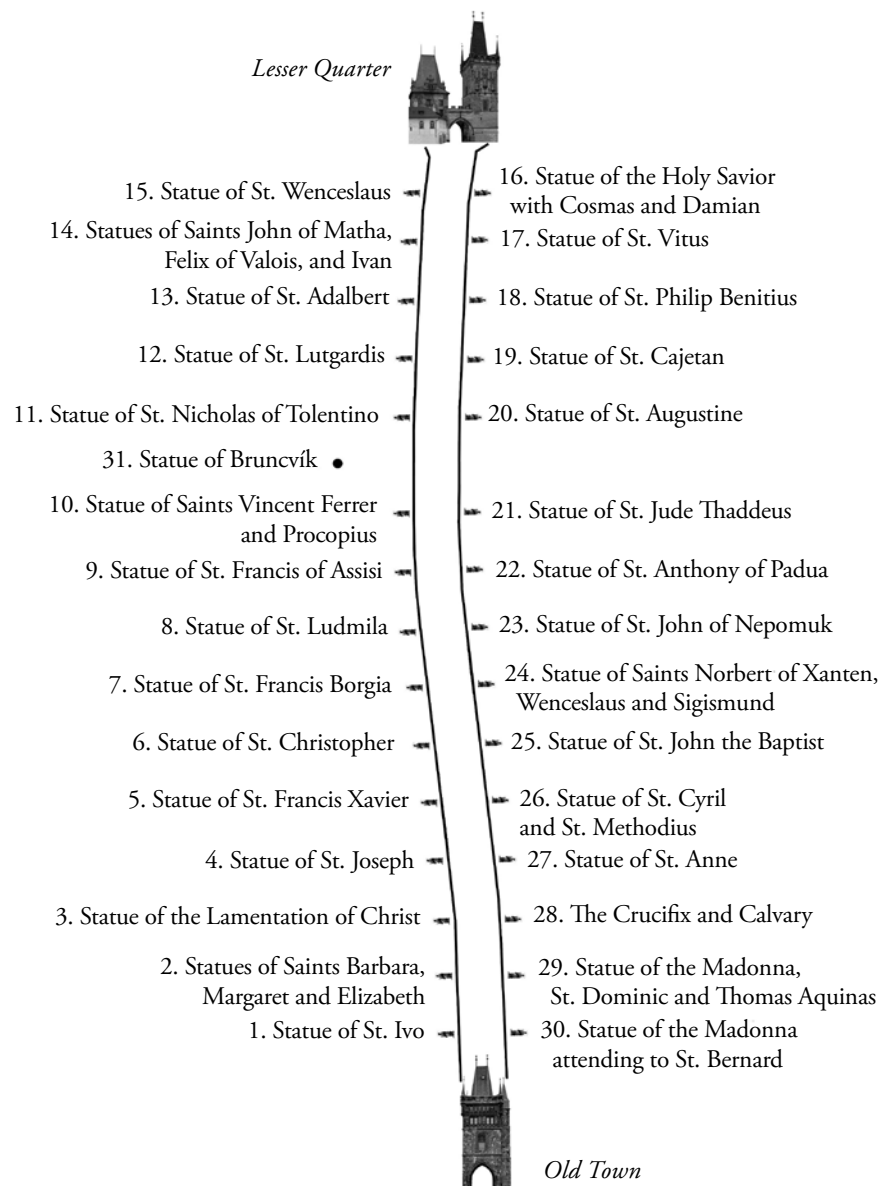 Lesser Quarter
15. Statue of St. Wenceslaus
16. Statue of the Holy Savior
with Cosmas and Damian
14. Statues of Saints John of Matha,
Felix of Valois, and Ivan
17. Statue of St. Vitus
13. Statue of St. Adalbert
18. Statue of St. Philip Benitius
12. Statue of St. Lutgardis
19. Statue of St. Cajetan
11. Statue of St. Nicholas of Tolentino
20. Statue of St. Augustine
31. Statue of Bruncvík
10. Statue of Saints Vincent Ferrer
and Procopius
21. Statue of St. Jude Thaddeus
9. Statue of St. Francis of Assisi
22. Statue of St. Anthony of Padua
8. Statue of St. Ludmila
23. Statue of St. John of Nepomuk
7. Statue of St. Francis Borgia
24. Statue of Saints Norbert of Xanten,
Wenceslaus and Sigismund
6. Statue of St. Christopher
25. Statue of St. John the Baptist
5. Statue of St. Francis Xavier
26. Statue of St. Cyril
and St. Methodius
4. Statue of St. Joseph
27. Statue of St. Anne
3. Statue of the Lamentation of Christ
28. The Crucifix and Calvary
2. Statues of Saints Barbara,
Margaret and Elizabeth
29. Statue of the Madonna,
St. Dominic and Thomas Aquinas
1. Statue of St. Ivo
30. Statue of the Madonna
attending to St. Bernard
Old Town